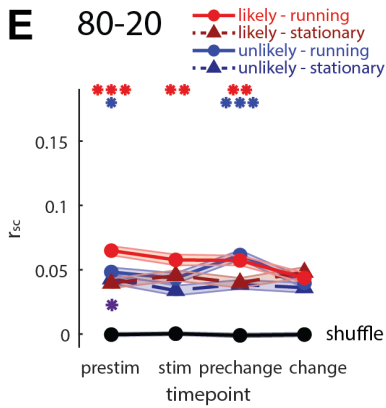 E 80-20
likely - running
likely - stationary
unlikely - running
unlikely - stationary
*** ** **
* ***
0.15
0.1
0.05
0
r_sc
*
shuffle
prestim stim prechange change
timepoint